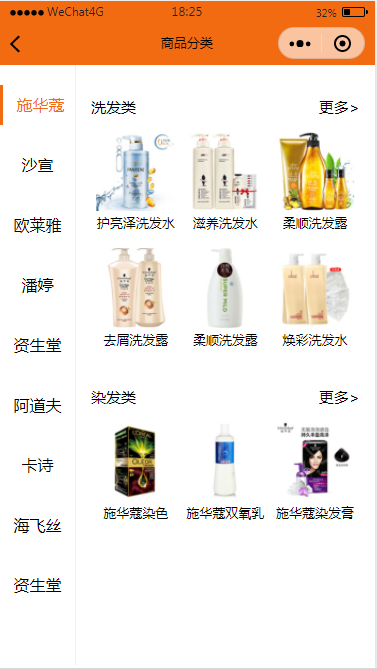 WeChat4G 18:25 32%
商品分类
施华蔻
沙宣
欧莱雅
潘婷
资生堂
阿道夫
卡诗
海飞丝
资生堂
洗发类 更多>
PANTENE
护亮泽洗发水 滋养洗发水 柔顺洗发露
SUPER MiLD
去屑洗发露 柔顺洗发露 焕彩洗发水
染发类 更多>
施华蔻染色 施华蔻双氧乳 施华蔻染发膏